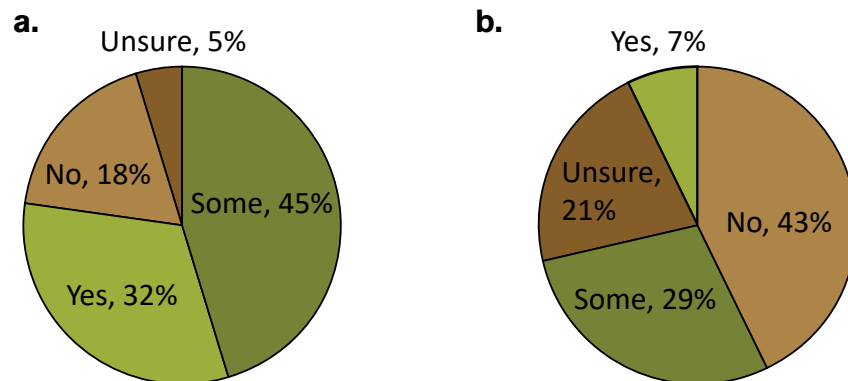 a.
Unsure, 5%
No, 18%
Some, 45%
Yes, 32%
b.
Yes, 7%
Unsure,
21%
No, 43%
Some, 29%